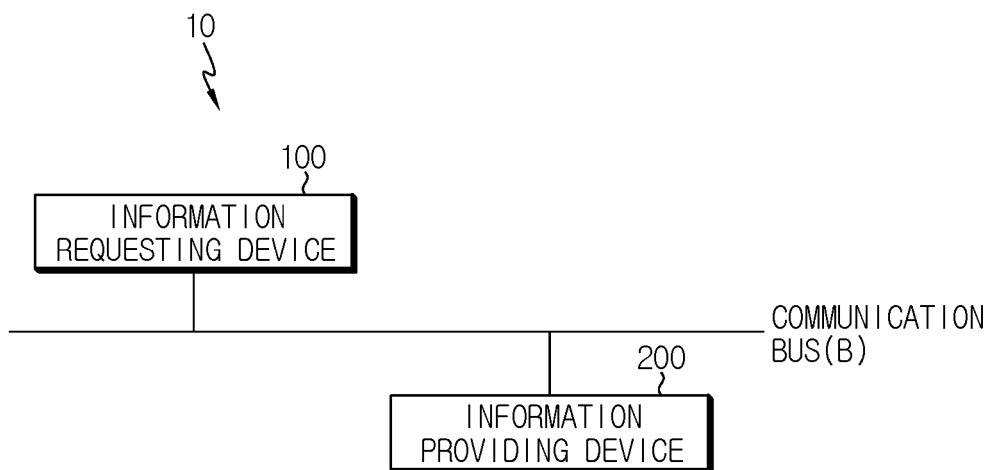 10
100
INFORMATION
REQUESTING DEVICE
COMMUNICATION
BUS(B)
200
INFORMATION
PROVIDING DEVICE